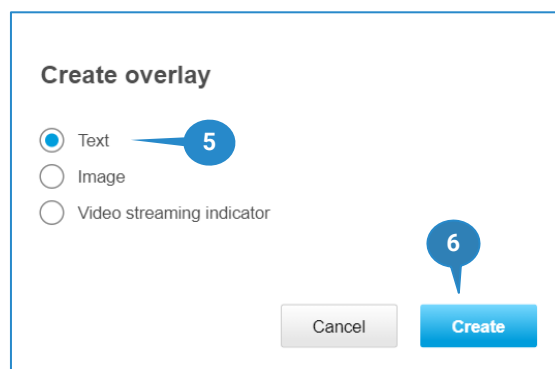 Create overlay
Text 5
Image
Video streaming indicator
6
Cancel Create